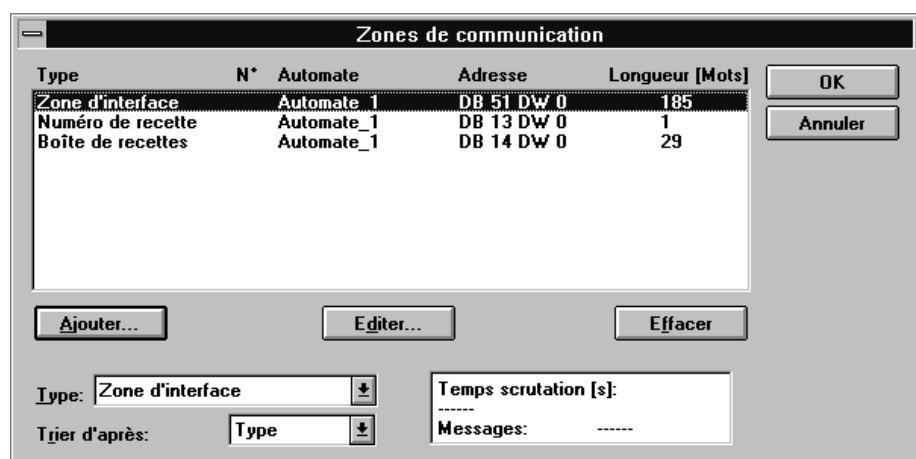 Zones de communication
Type N° Automate Adresse Longueur [Mots]
Zone d'interface Automate_1 DB 51 DW 0 185
Numéro de recette Automate_1 DB 13 DW 0 1
Boîte de recettes Automate_1 DB 14 DW 0 29
OK
Annuler
Ajouter... Editer... Effacer
Type: Zone d'interface
Trier d'après: Type
Temps scrutation [s]:
------
Messages: ------